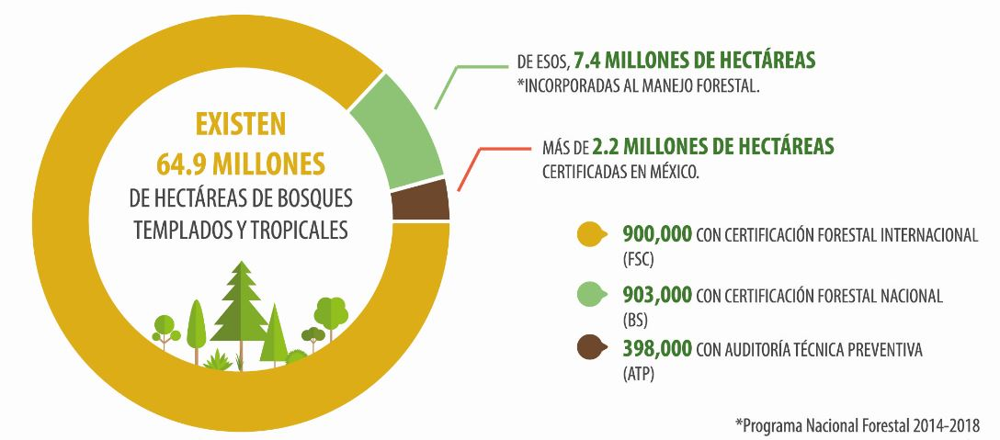 EXISTEN
64.9 MILLONES
DE HECTÁREAS DE BOSQUES
TEMPLADOS Y TROPICALES
DE ESOS, 7.4 MILLONES DE HECTÁREAS
*INCORPORADAS AL MANEJO FORESTAL.
MÁS DE 2.2 MILLONES DE HECTÁREAS
CERTIFICADAS EN MÉXICO.
900,000 CON CERTIFICACIÓN FORESTAL INTERNACIONAL
(FSC)
903,000 CON CERTIFICACIÓN FORESTAL NACIONAL
(BS)
398,000 CON AUDITORÍA TÉCNICA PREVENTIVA
(ATP)
*Programa Nacional Forestal 2014-2018